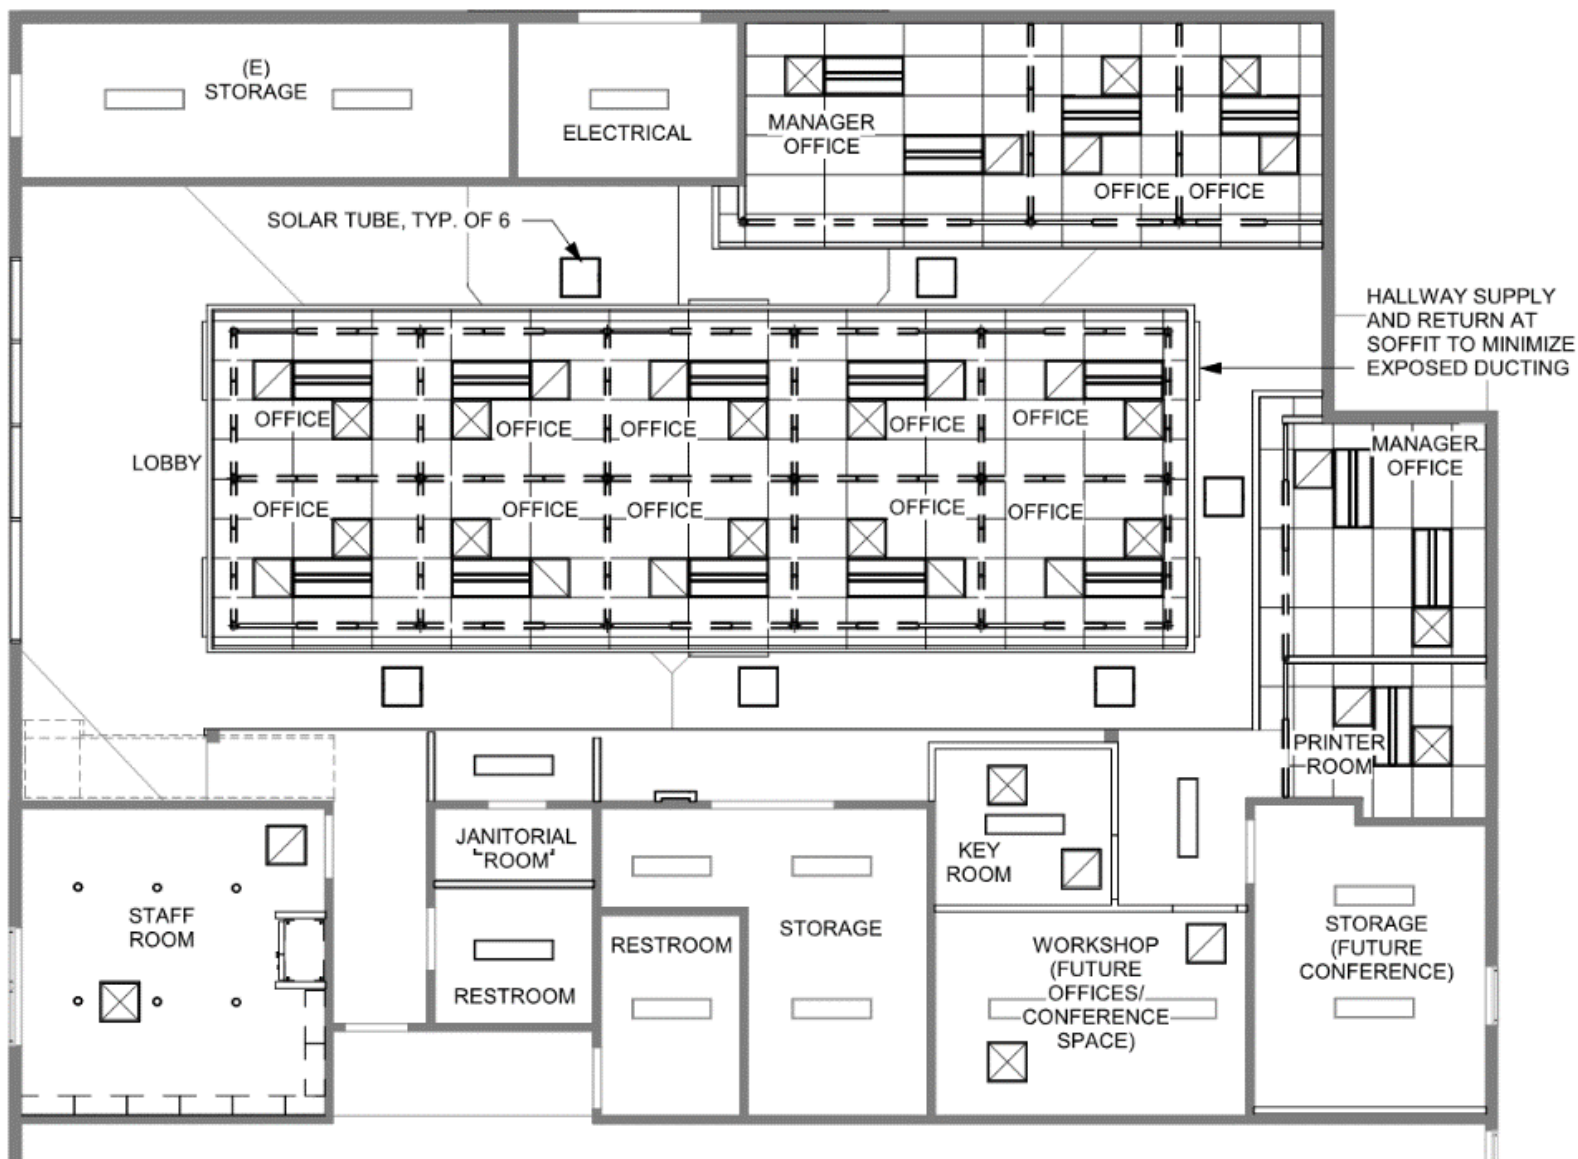 (E)
STORAGE
ELECTRICAL
MANAGER
OFFICE
OFFICE
OFFICE
SOLAR TUBE, TYP. OF 6
HALLWAY SUPPLY
AND RETURN AT
SOFFIT TO MINIMIZE
EXPOSED DUCTING
OFFICE
OFFICE
OFFICE
OFFICE
OFFICE
LOBBY
MANAGER
OFFICE
OFFICE
OFFICE
OFFICE
OFFICE
OFFICE
PRINTER
ROOM
JANITORIAL
ROOM
KEY
ROOM
STAFF
ROOM
STORAGE
RESTROOM
RESTROOM
WORKSHOP
(FUTURE
OFFICES/
CONFERENCE
SPACE)
STORAGE
(FUTURE
CONFERENCE)